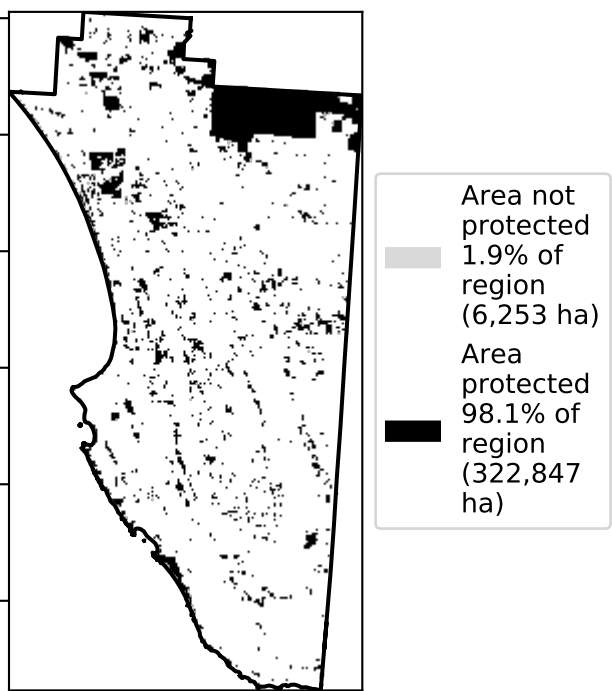 Area not
protected
1.9% of
region
(6,253 ha)
Area
protected
98.1% of
region
(322,847
ha)